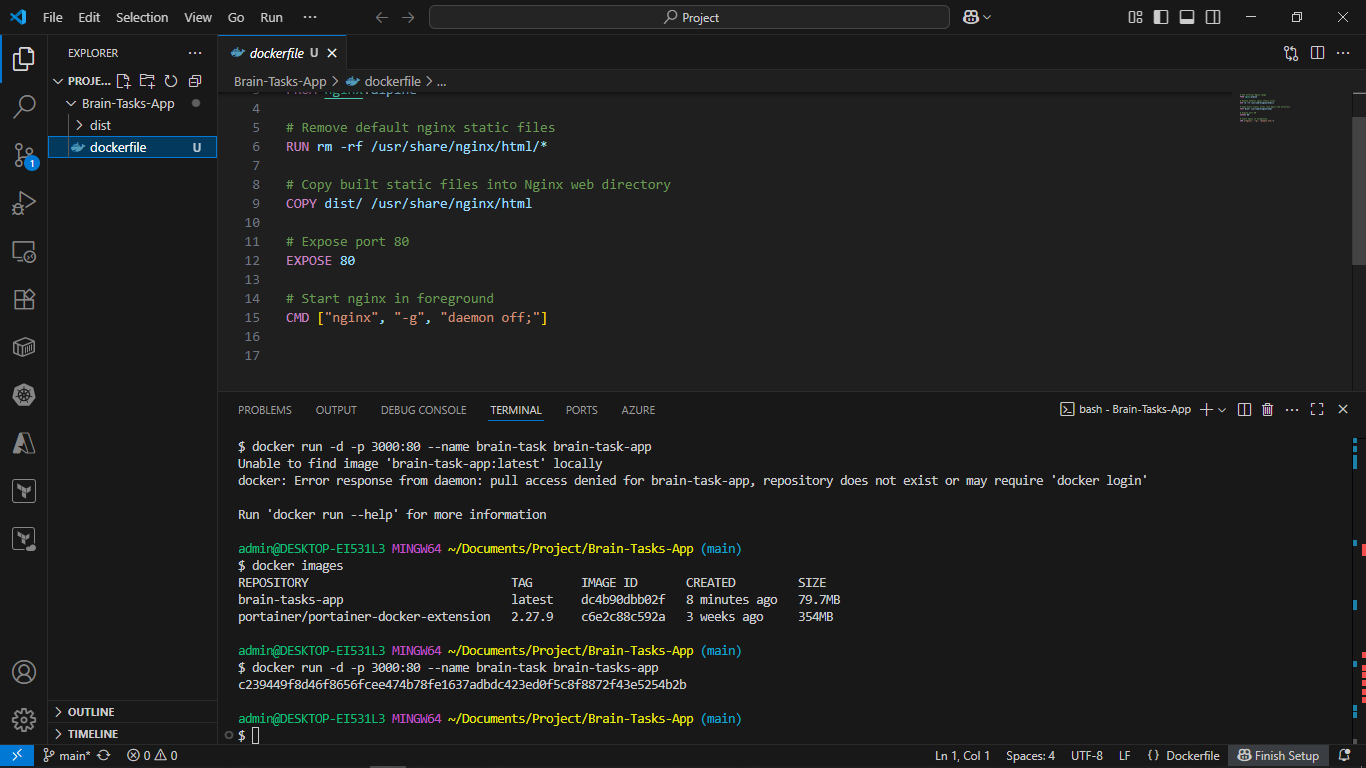 File Edit Selection View Go Run ···
Project
EXPLORER ···
PROJE...
Brain-Tasks-App
dist
dockerfile U
OUTLINE
TIMELINE
dockerfile U
Brain-Tasks-App > dockerfile > ...
4
5 # Remove default nginx static files
6 RUN rm -rf /usr/share/nginx/html/*
7
8 # Copy built static files into Nginx web directory
9 COPY dist/ /usr/share/nginx/html
10
11 # Expose port 80
12 EXPOSE 80
13
14 # Start nginx in foreground
15 CMD ["nginx", "-g", "daemon off;"]
16
17
PROBLEMS OUTPUT DEBUG CONSOLE TERMINAL PORTS AZURE
bash - Brain-Tasks-App
$ docker run -d -p 3000:80 --name brain-task brain-task-app
Unable to find image 'brain-task-app:latest' locally
docker: Error response from daemon: pull access denied for brain-task-app, repository does not exist or may require 'docker login'
Run 'docker run --help' for more information
admin@DESKTOP-EI531L3 MINGW64 ~/Documents/Project/Brain-Tasks-App (main)
$ docker images
REPOSITORY TAG IMAGE ID CREATED SIZE
brain-tasks-app latest dc4b90dbb02f 8 minutes ago 79.7MB
portainer/portainer-docker-extension 2.27.9 c6e2c88c592a 3 weeks ago 354MB
admin@DESKTOP-EI531L3 MINGW64 ~/Documents/Project/Brain-Tasks-App (main)
$ docker run -d -p 3000:80 --name brain-task brain-tasks-app
c239449f8d46f8656fcee474b78fe1637adbdc423ed0f5c8f8872f43e5254b2b
admin@DESKTOP-EI531L3 MINGW64 ~/Documents/Project/Brain-Tasks-App (main)
$
1
main* 0 0
Ln 1, Col 1 Spaces: 4 UTF-8 LF {} Dockerfile Finish Setup